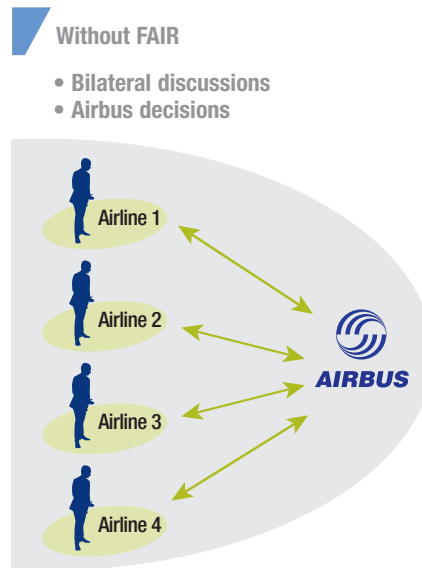 Without FAIR
• Bilateral discussions
• Airbus decisions
Airline 1
Airline 2
AIRBUS
Airline 3
Airline 4